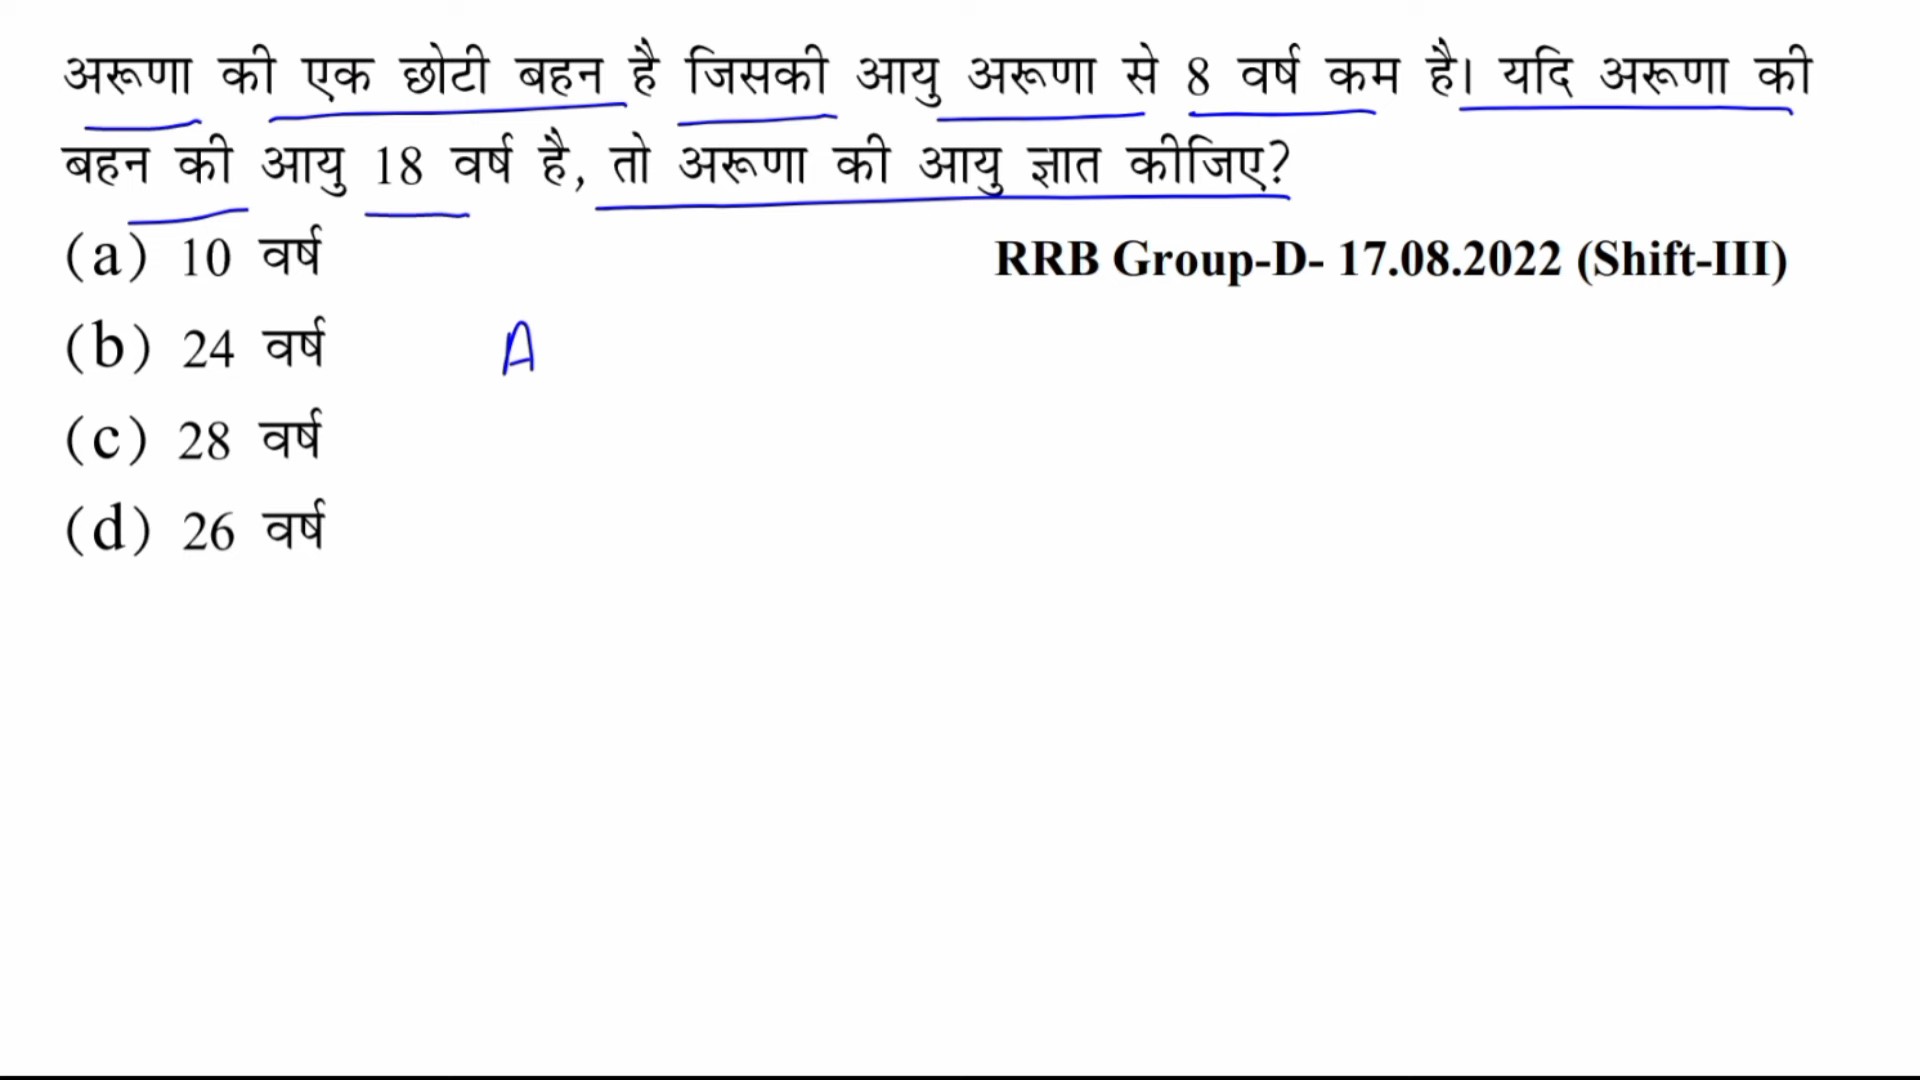 अरूणा की एक छोटी बहन है जिसकी आयु अरूणा से 8 वर्ष कम है। यदि अरूणा की
बहन की आयु 18 वर्ष है, तो अरूणा की आयु ज्ञात कीजिए?
(a) 10 वर्ष
RRB Group-D- 17.08.2022 (Shift-III)
(b) 24 वर्ष
A
(c) 28 वर्ष
(d) 26 वर्ष